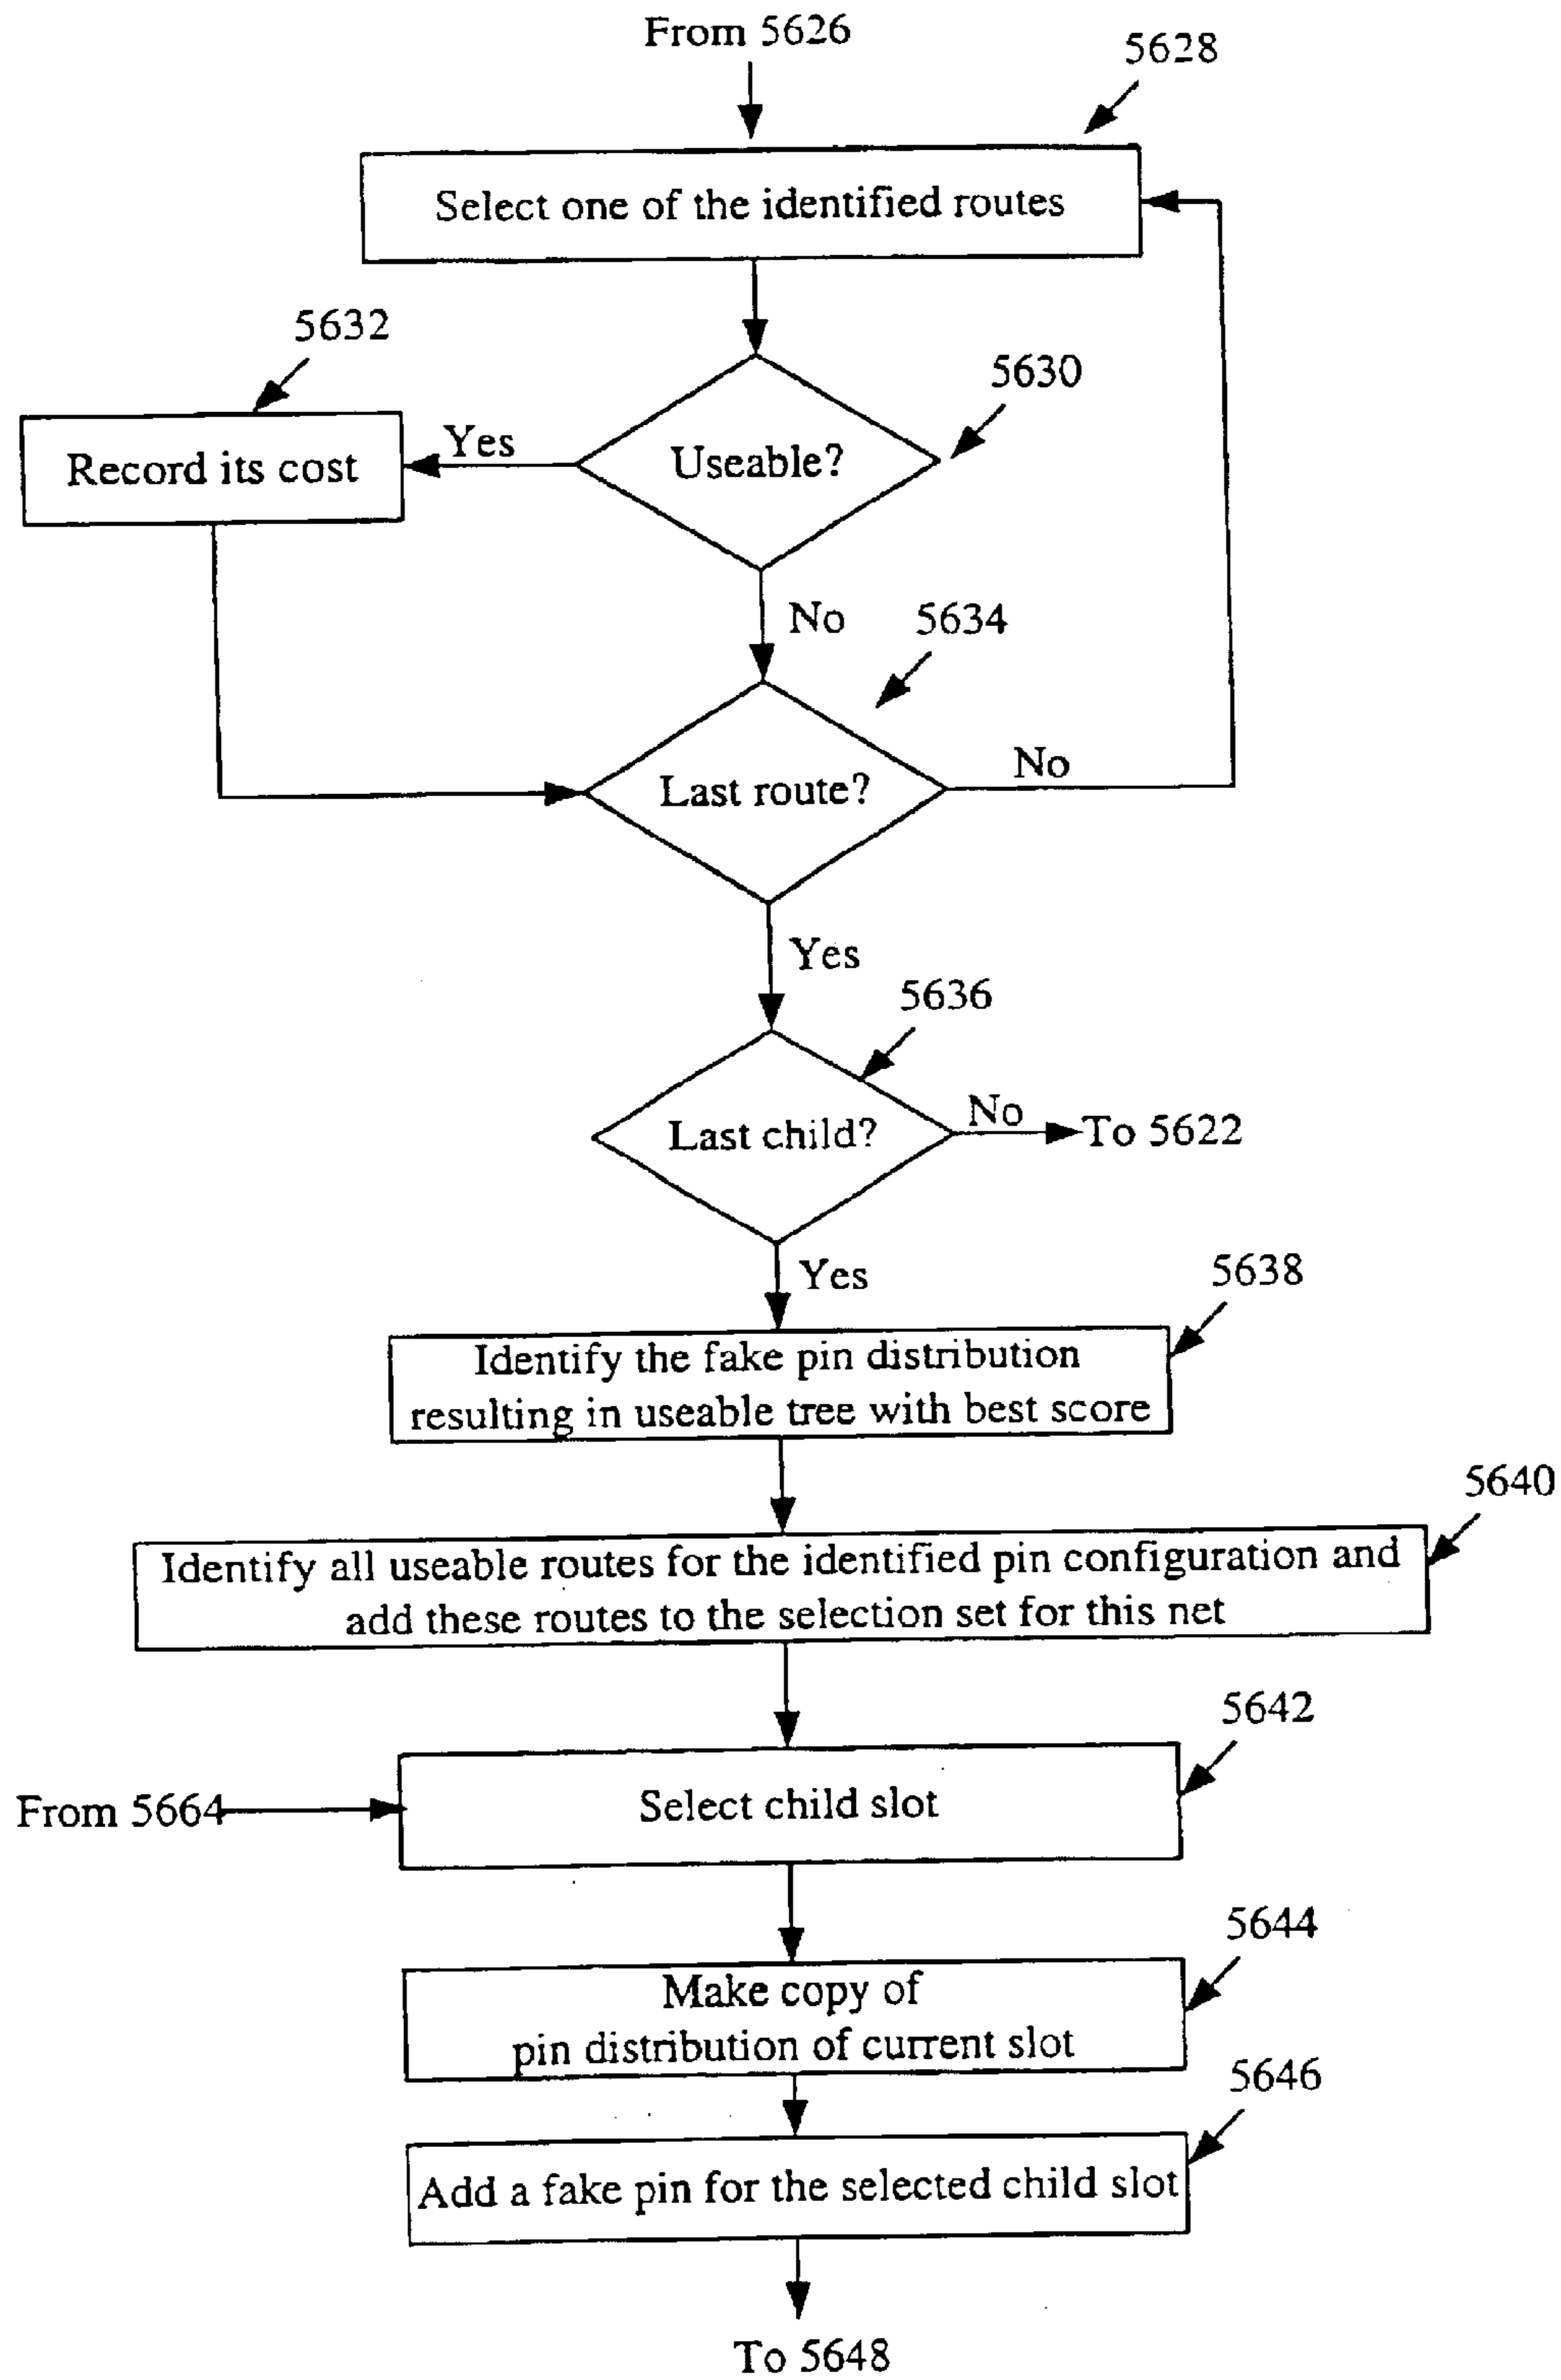 From 5626
5628
Select one of the identified routes
5632
5630
Record its cost
Yes
Useable?
No
5634
Last route?
No
Yes
5636
Last child?
No
To 5622
Yes
5638
Identify the fake pin distribution
resulting in useable tree with best score
5640
Identify all useable routes for the identified pin configuration and
add these routes to the selection set for this net
5642
From 5664
Select child slot
5644
Make copy of
pin distribution of current slot
5646
Add a fake pin for the selected child slot
To 5648